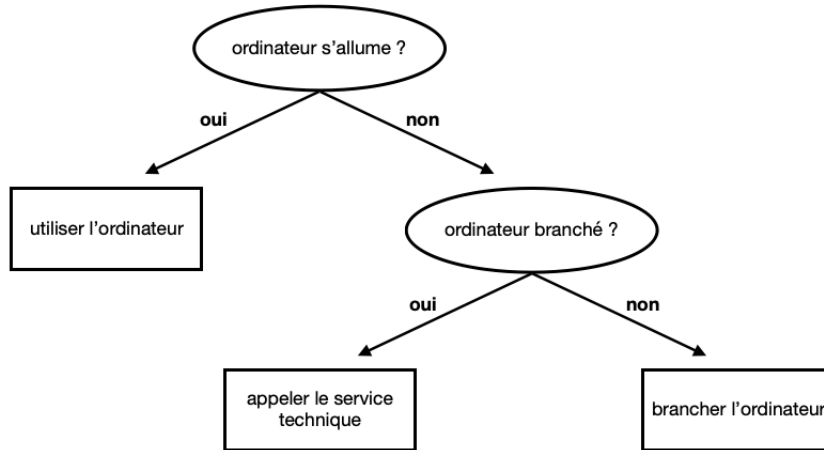 ordinateur s'allume ?
oui
non
utiliser l'ordinateur
ordinateur branché ?
oui
non
appeler le service
technique
brancher l'ordinateur